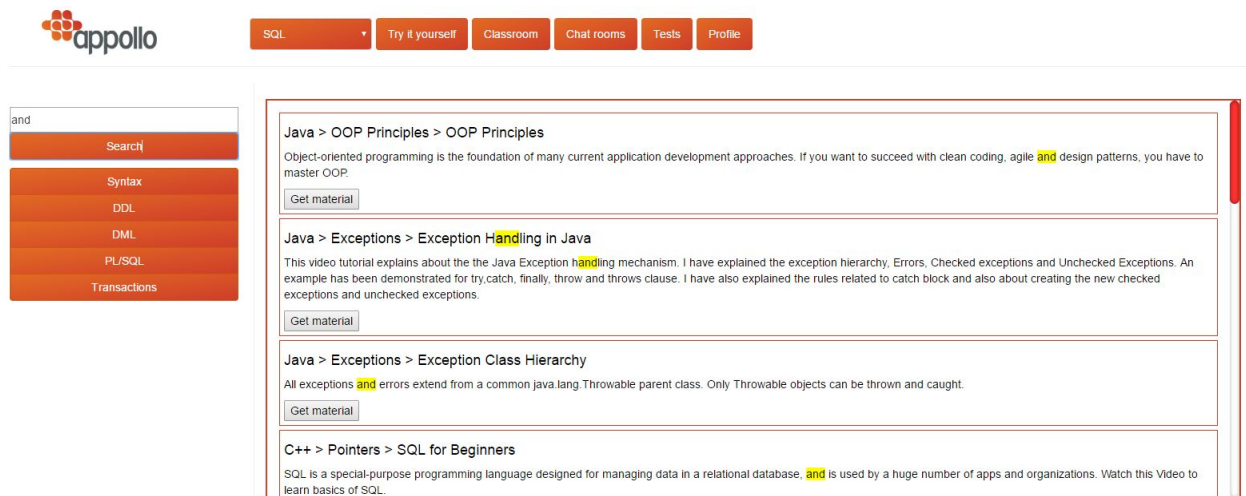 appollo
SQL
Try it yourself
Classroom
Chat rooms
Tests
Profile
and
Search
Syntax
DDL
DML
PL/SQL
Transactions
Java > OOP Principles > OOP Principles
Object-oriented programming is the foundation of many current application development approaches. If you want to succeed with clean coding, agile and design patterns, you have to
master OOP.
Get material
Java > Exceptions > Exception Handling in Java
This video tutorial explains about the the Java Exception handling mechanism. I have explained the exception hierarchy, Errors, Checked exceptions and Unchecked Exceptions. An
example has been demonstrated for try,catch, finally, throw and throws clause. I have also explained the rules related to catch block and also about creating the new checked
exceptions and unchecked exceptions.
Get material
Java > Exceptions > Exception Class Hierarchy
All exceptions and errors extend from a common java.lang.Throwable parent class. Only Throwable objects can be thrown and caught.
Get material
C++ > Pointers > SQL for Beginners
SQL is a special-purpose programming language designed for managing data in a relational database, and is used by a huge number of apps and organizations. Watch this Video to
learn basics of SQL.